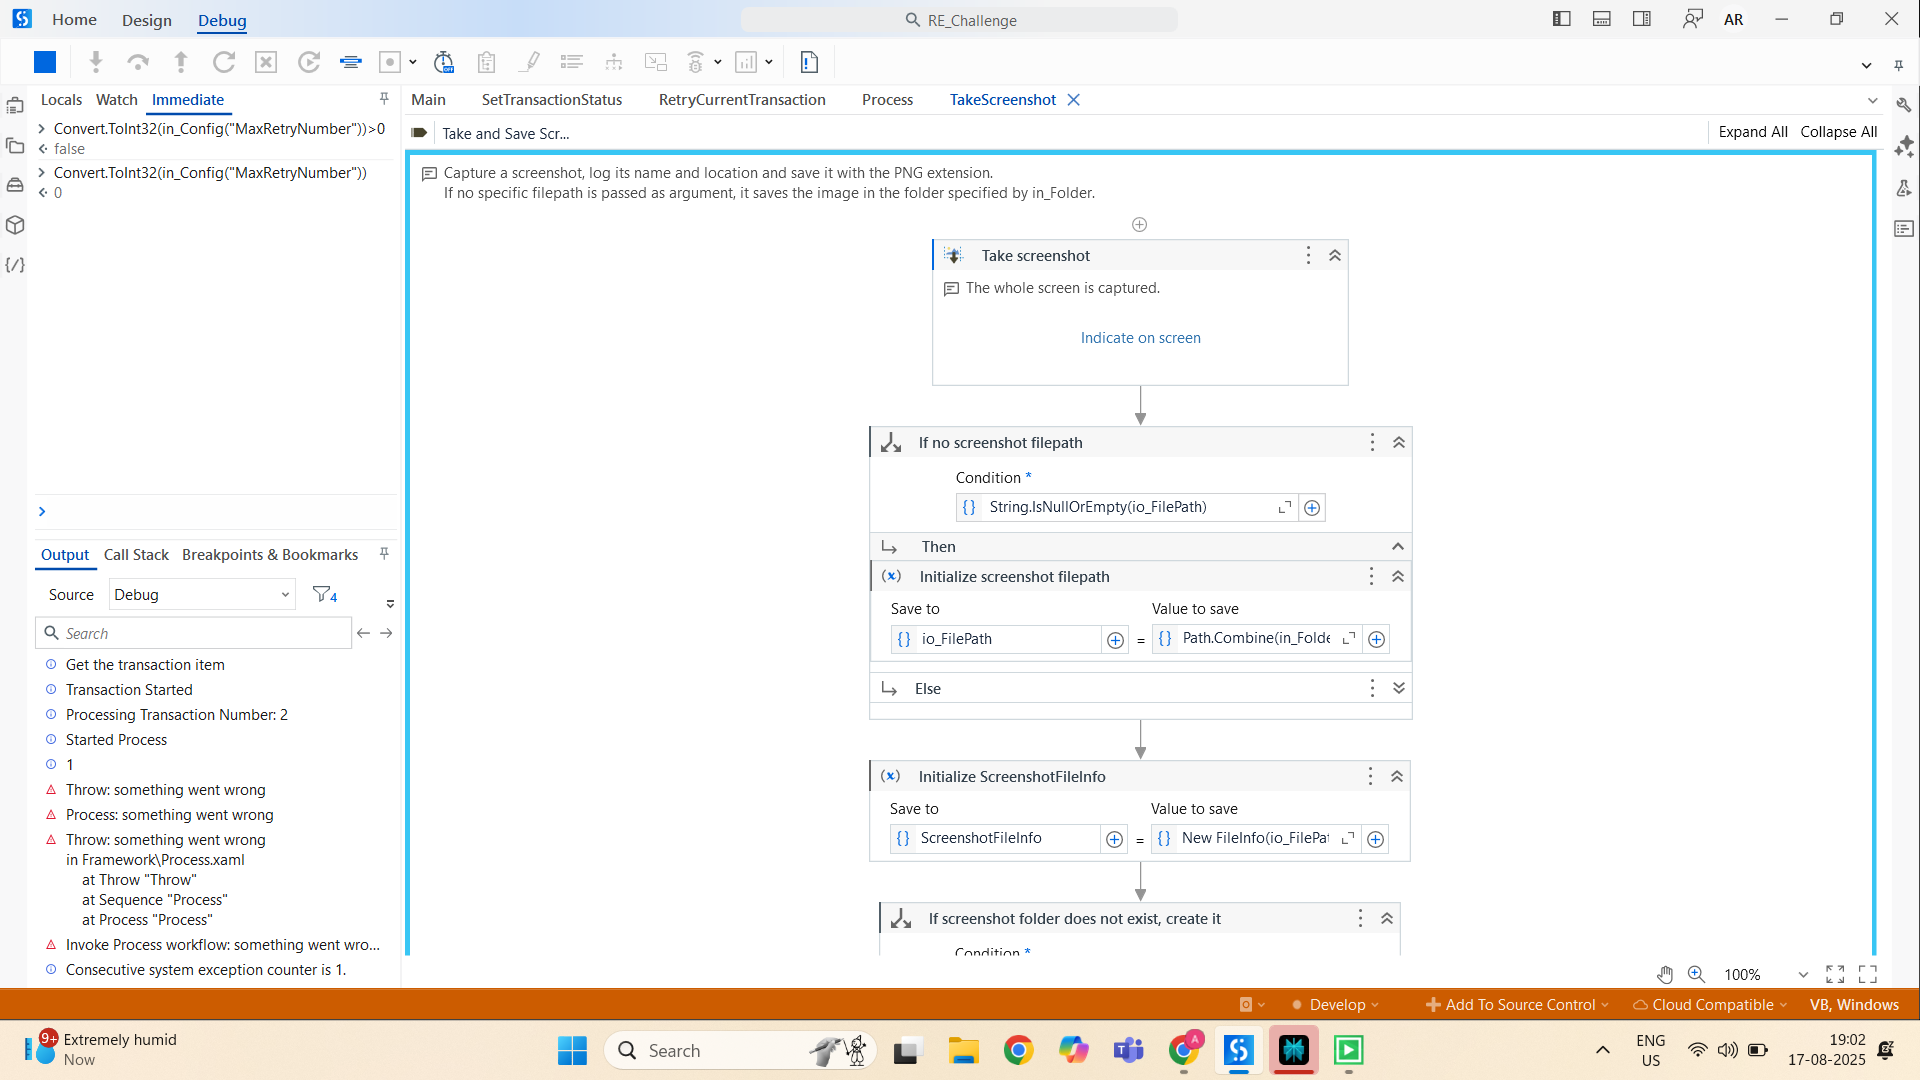 Home
Design
Debug
RE_Challenge
AR
Locals
Watch
Immediate
Main
SetTransactionStatus
RetryCurrentTransaction
Process
TakeScreenshot
Convert.ToInt32(in_Config("MaxRetryNumber"))>0
false
Convert.ToInt32(in_Config("MaxRetryNumber"))
0
Take and Save Scr...
Expand All
Collapse All
Capture a screenshot, log its name and location and save it with the PNG extension.
If no specific filepath is passed as argument, it saves the image in the folder specified by in_Folder.
Take screenshot
The whole screen is captured.
Indicate on screen
If no screenshot filepath
Condition *
String.IsNullOrEmpty(io_FilePath)
Then
Initialize screenshot filepath
Save to
Value to save
io_FilePath
=
Path.Combine(in_Folde
Else
Initialize ScreenshotFileInfo
Save to
Value to save
ScreenshotFileInfo
=
New FileInfo(io_FilePat
If screenshot folder does not exist, create it
Condition *
Output
Call Stack
Breakpoints & Bookmarks
Source
Debug
4
Search
Get the transaction item
Transaction Started
Processing Transaction Number: 2
Started Process
1
Throw: something went wrong
Process: something went wrong
Throw: something went wrong
in Framework\Process.xaml
at Throw "Throw"
at Sequence "Process"
at Process "Process"
Invoke Process workflow: something went wro...
Consecutive system exception counter is 1.
100%
Develop
Add To Source Control
Cloud Compatible
VB, Windows
9+
Extremely humid
Now
Search
A
ENG
US
19:02
17-08-2025